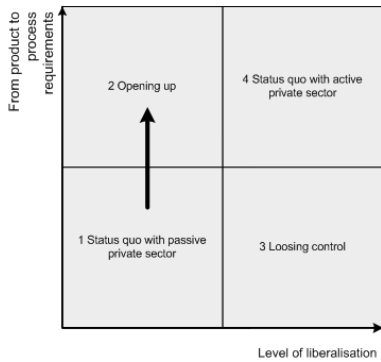 From product to
process
requirements
2 Opening up
4 Status quo with active
private sector
1 Status quo with passive
private sector
3 Loosing control
Level of liberalisation